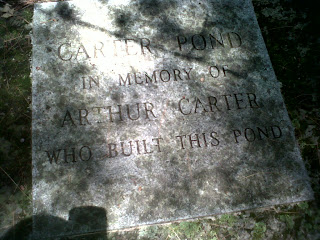 CARTER POND
IN MEMORY OF
ARTHUR CARTER
WHO BUILT THIS POND